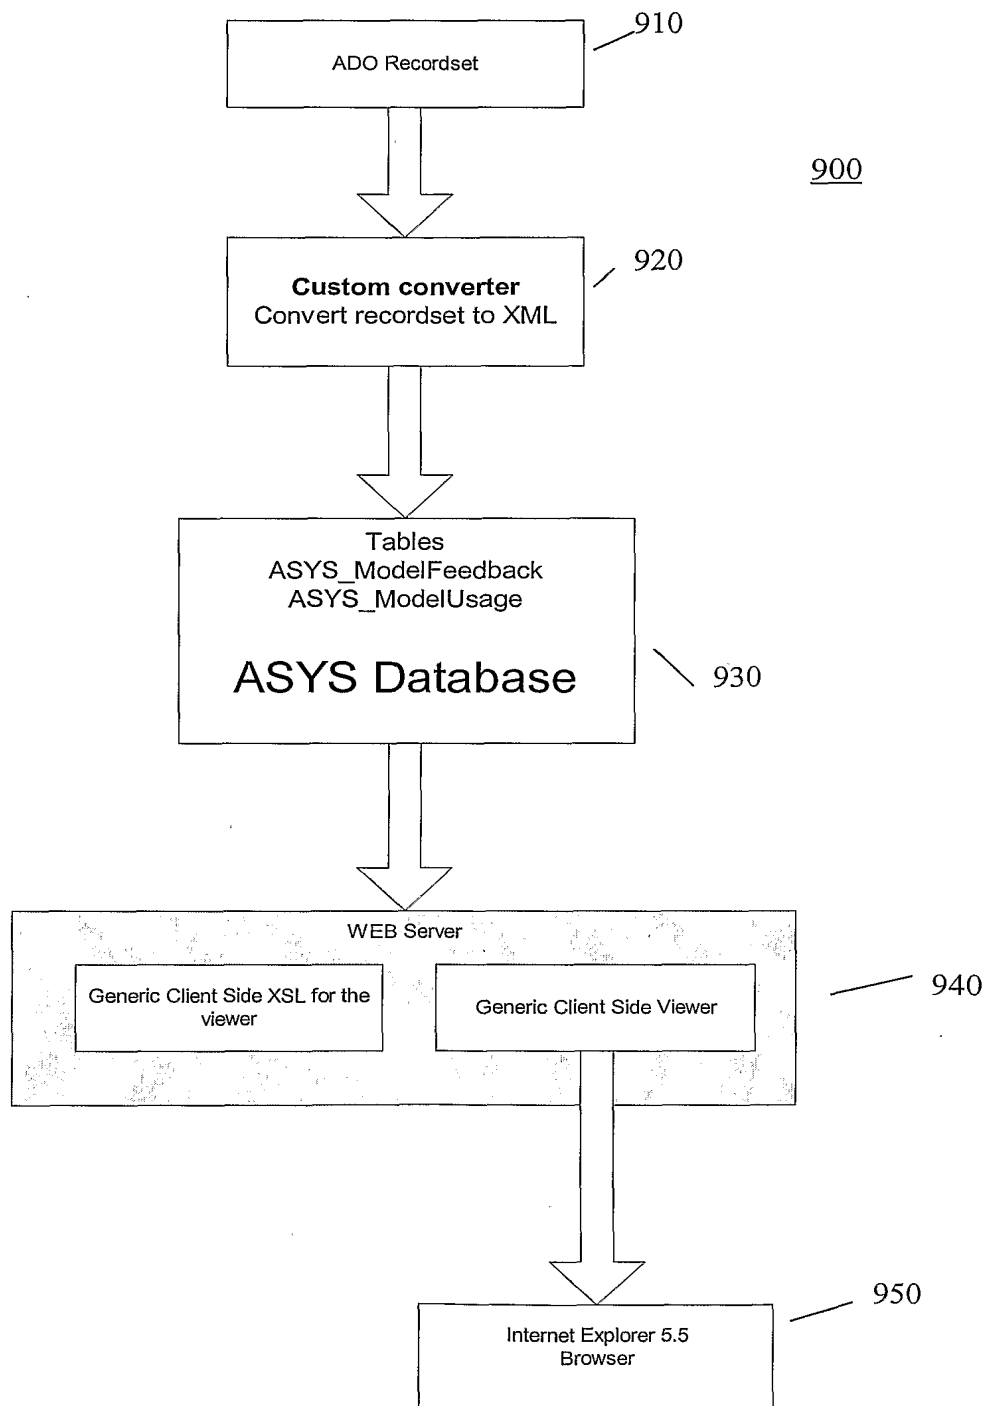 910
ADO Recordset
900
920
Custom converter
Convert recordset to XML
Tables
ASYS_ModelFeedback
ASYS_ModelUsage
ASYS Database
930
WEB Server
Generic Client Side XSL for the
viewer
Generic Client Side Viewer
940
950
Internet Explorer 5.5
Browser